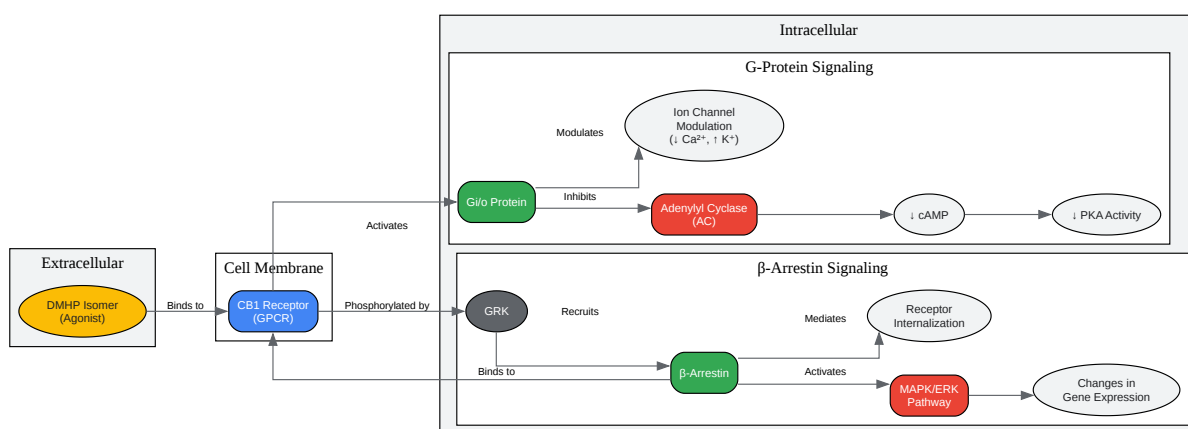 Intracellular
G-Protein Signaling
Ion Channel
Modulation
(↓ Ca²⁺, ↑ K⁺)
Modulates
Gi/o Protein
Inhibits
Adenylyl Cyclase
(AC)
↓ cAMP
↓ PKA Activity
Activates
Extracellular
DMHP Isomer
(Agonist)
Binds to
Cell Membrane
CB1 Receptor
(GPCR)
Phosphorylated by
β-Arrestin Signaling
GRK
Recruits
Mediates
Receptor
Internalization
Binds to
β-Arrestin
Activates
MAPK/ERK
Pathway
Changes in
Gene Expression